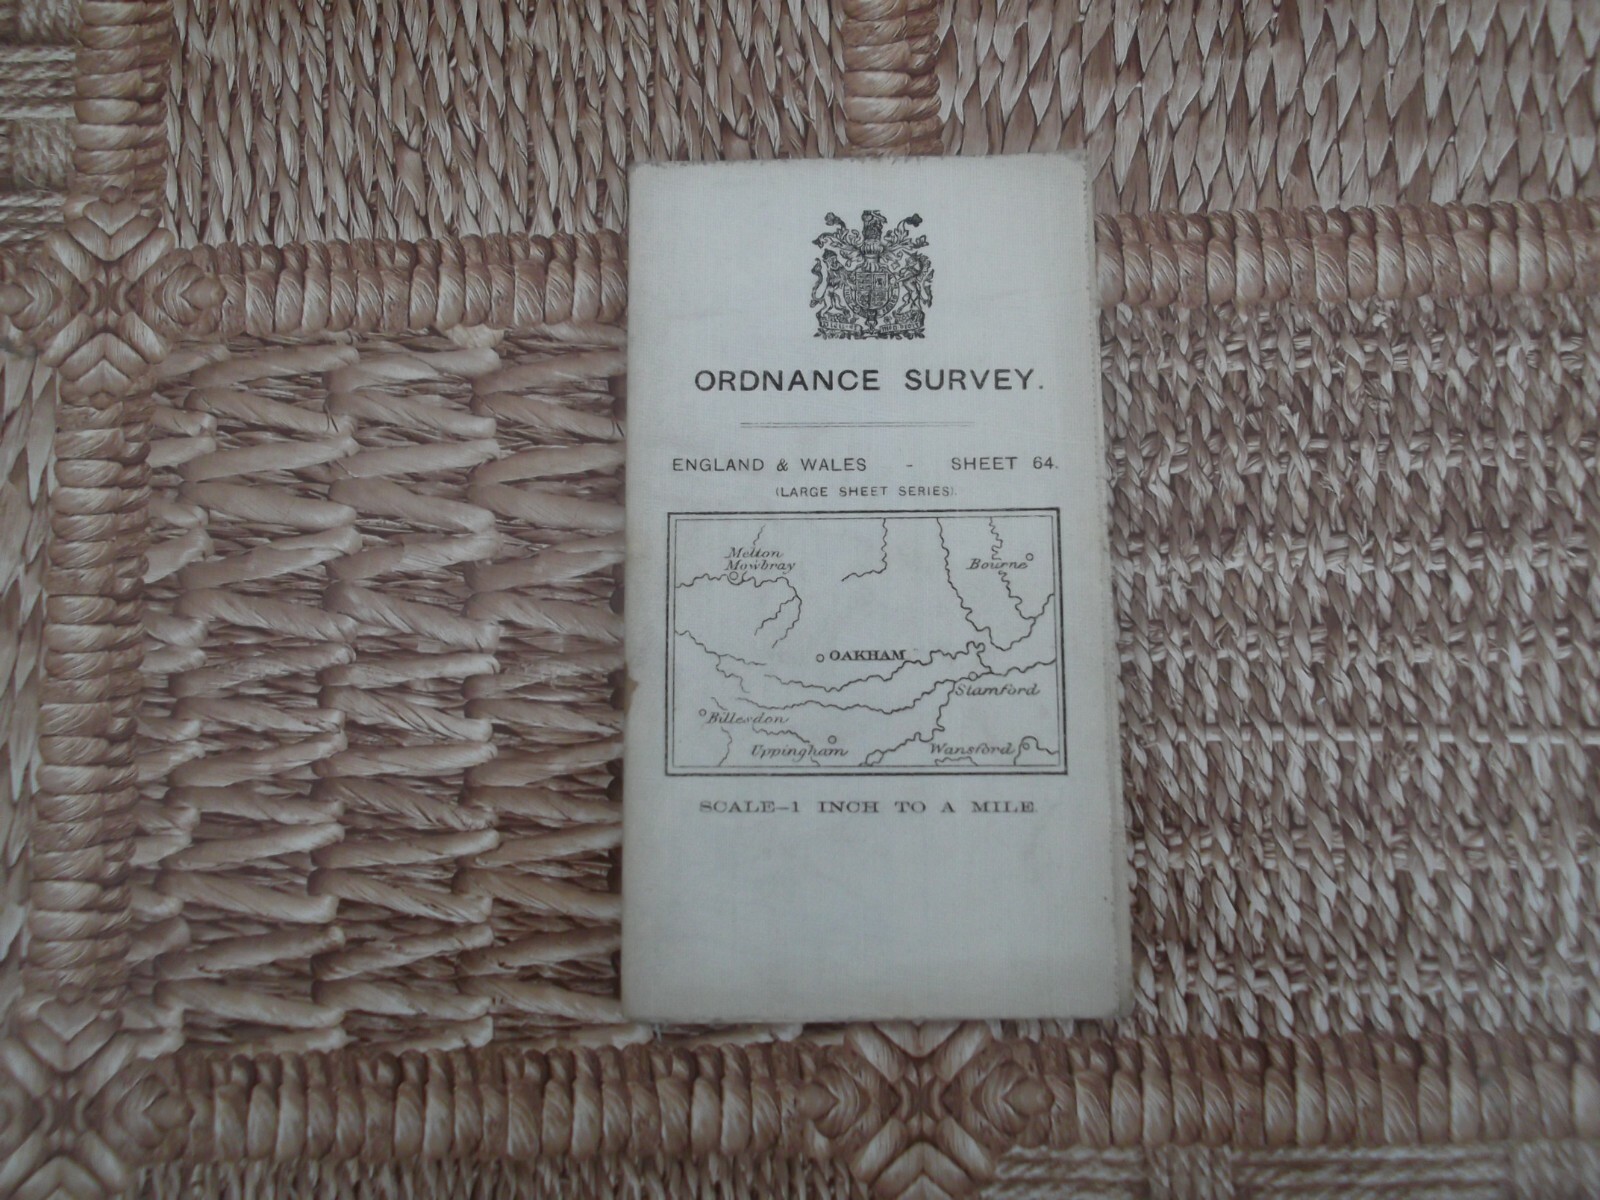 ORDNANCE SURVEY.
ENGLAND & WALES - SHEET 64.
(LARGE SHEET SERIES).
Melton
Mowbray
Bourne
OAKHAM
Stamford
Billesdon
Uppingham
Wansford
SCALE-1 INCH TO A MILE